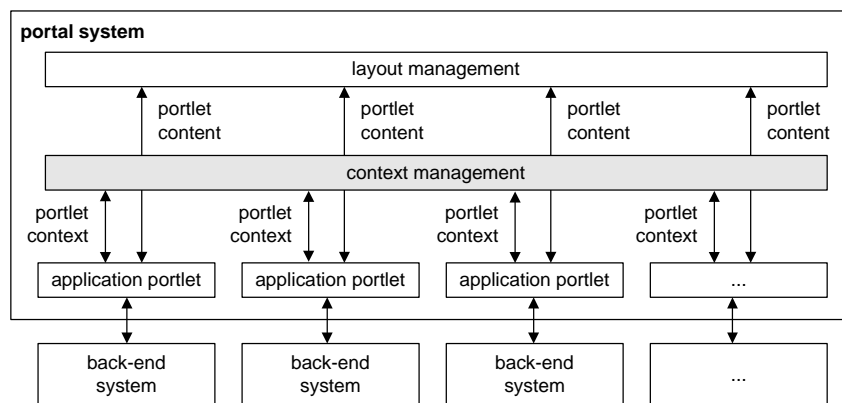 portal system
layout management
portlet content
portlet content
portlet content
portlet content
context management
portlet context
portlet context
portlet context
portlet context
application portlet
application portlet
application portlet
...
back-end system
back-end system
back-end system
...